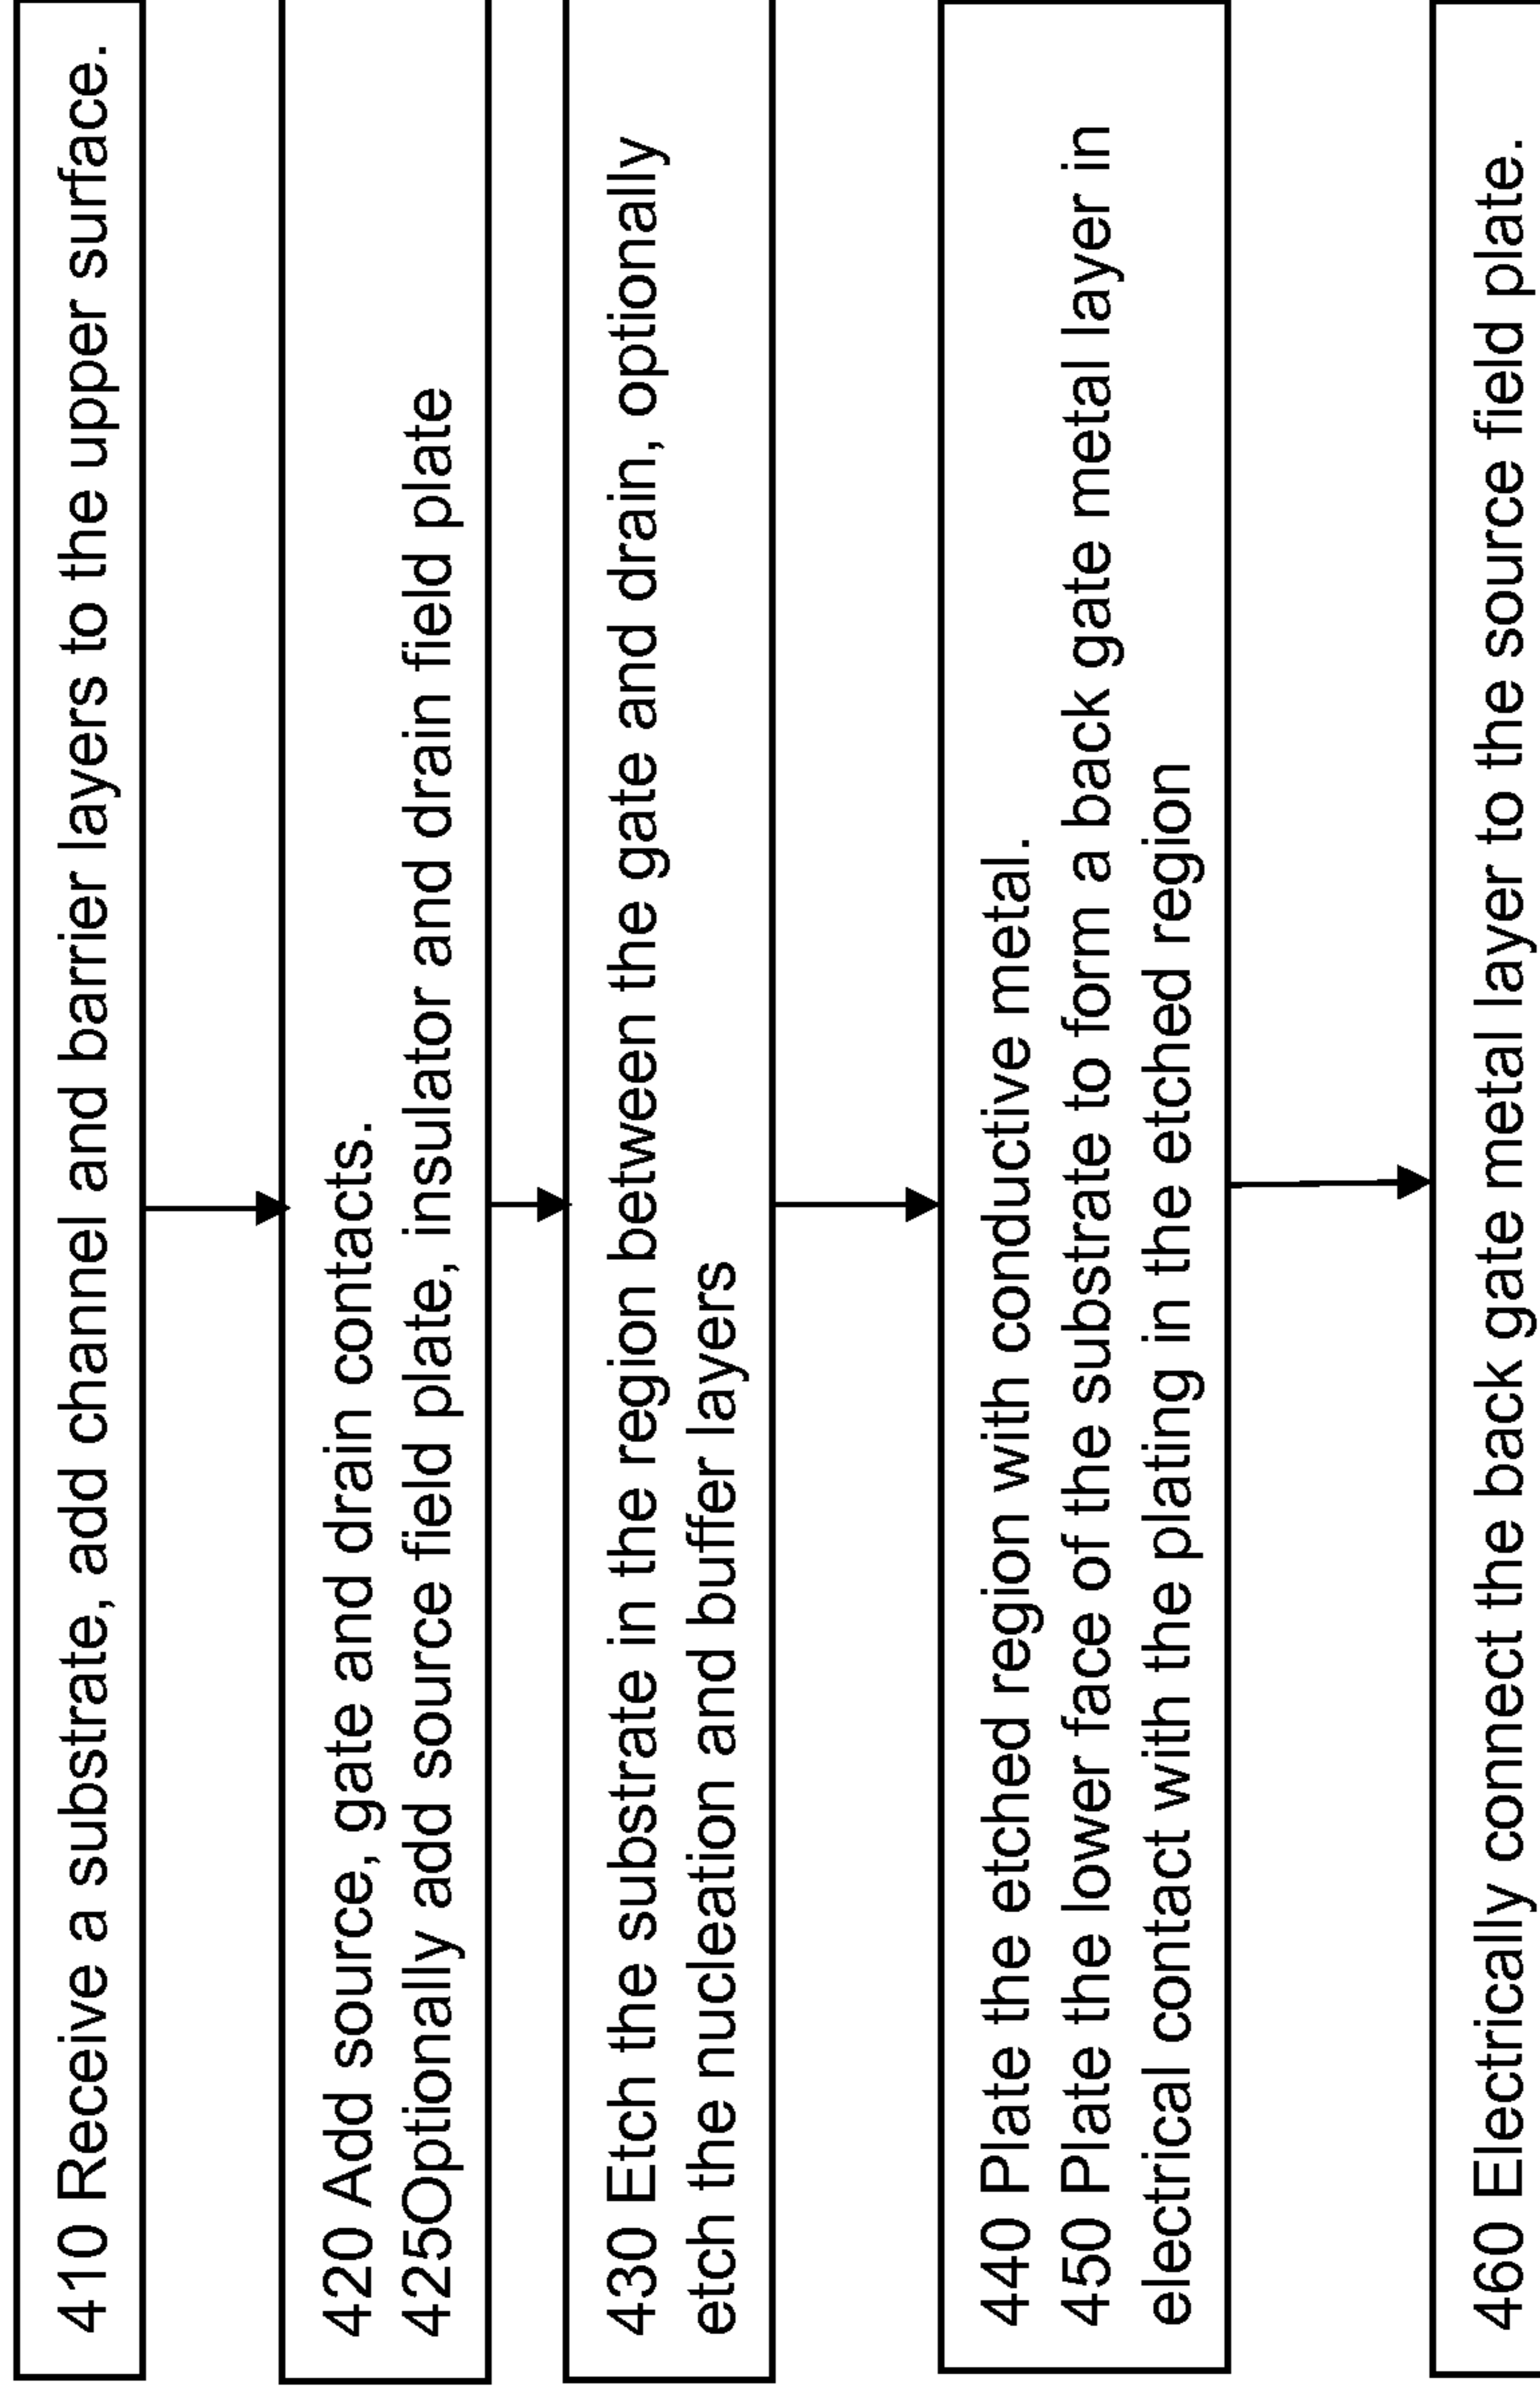 410 Receive a substrate, add channel and barrier layers to the upper surface.
420 Add source, gate and drain contacts.
425Optionally add source field plate, insulator and drain field plate
430 Etch the substrate in the region between the gate and drain, optionally
etch the nucleation and buffer layers
440 Plate the etched region with conductive metal.
450 Plate the lower face of the substrate to form a back gate metal layer in
electrical contact with the plating in the etched region
460 Electrically connect the back gate metal layer to the source field plate.